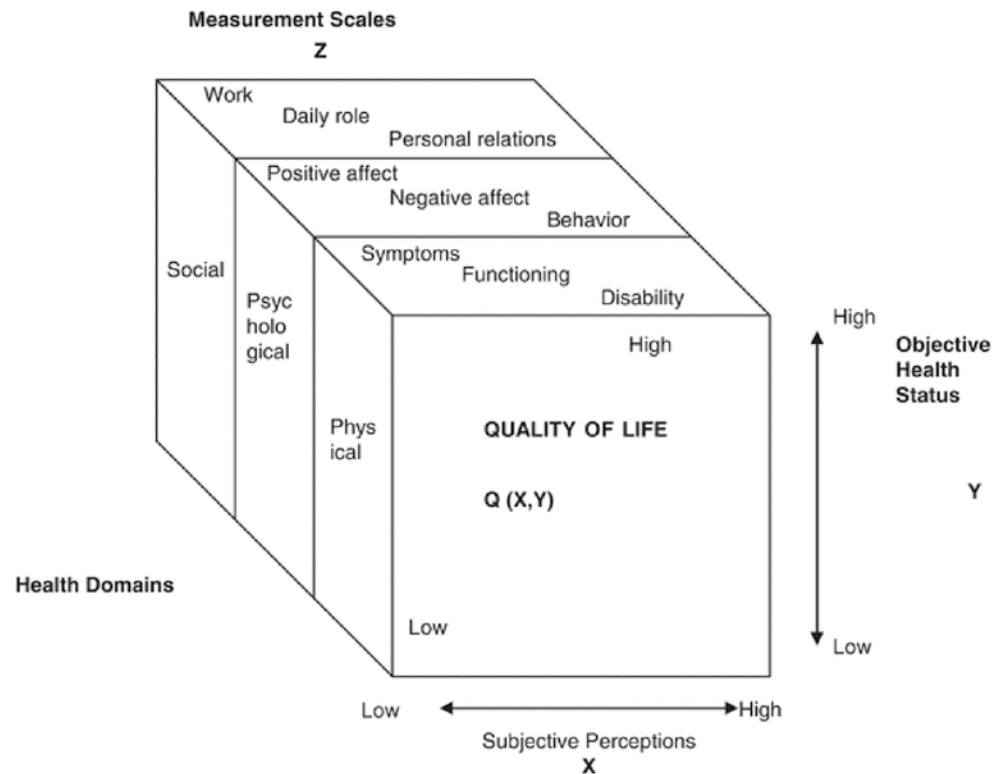 Measurement Scales
Z
Work
Daily role
Personal relations
Positive affect
Negative affect
Behavior
Symptoms
Functioning
Disability
Social
Psyc
holo
gical
Phys
ical
High
QUALITY OF LIFE
Q (X,Y)
Low
High
Objective
Health
Status
Y
Low
Health Domains
Low
High
Subjective Perceptions
X